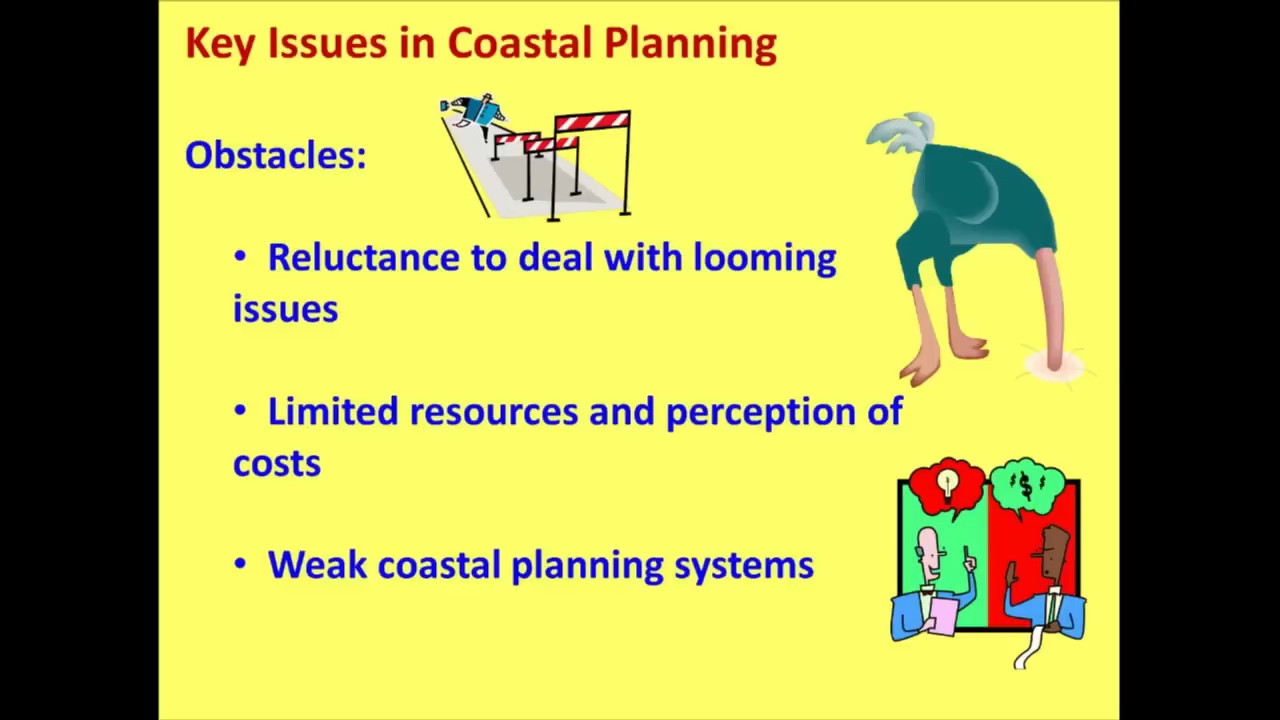 Key Issues in Coastal Planning
Obstacles:
• Reluctance to deal with looming
issues
• Limited resources and perception of
costs
• Weak coastal planning systems
$ $ $